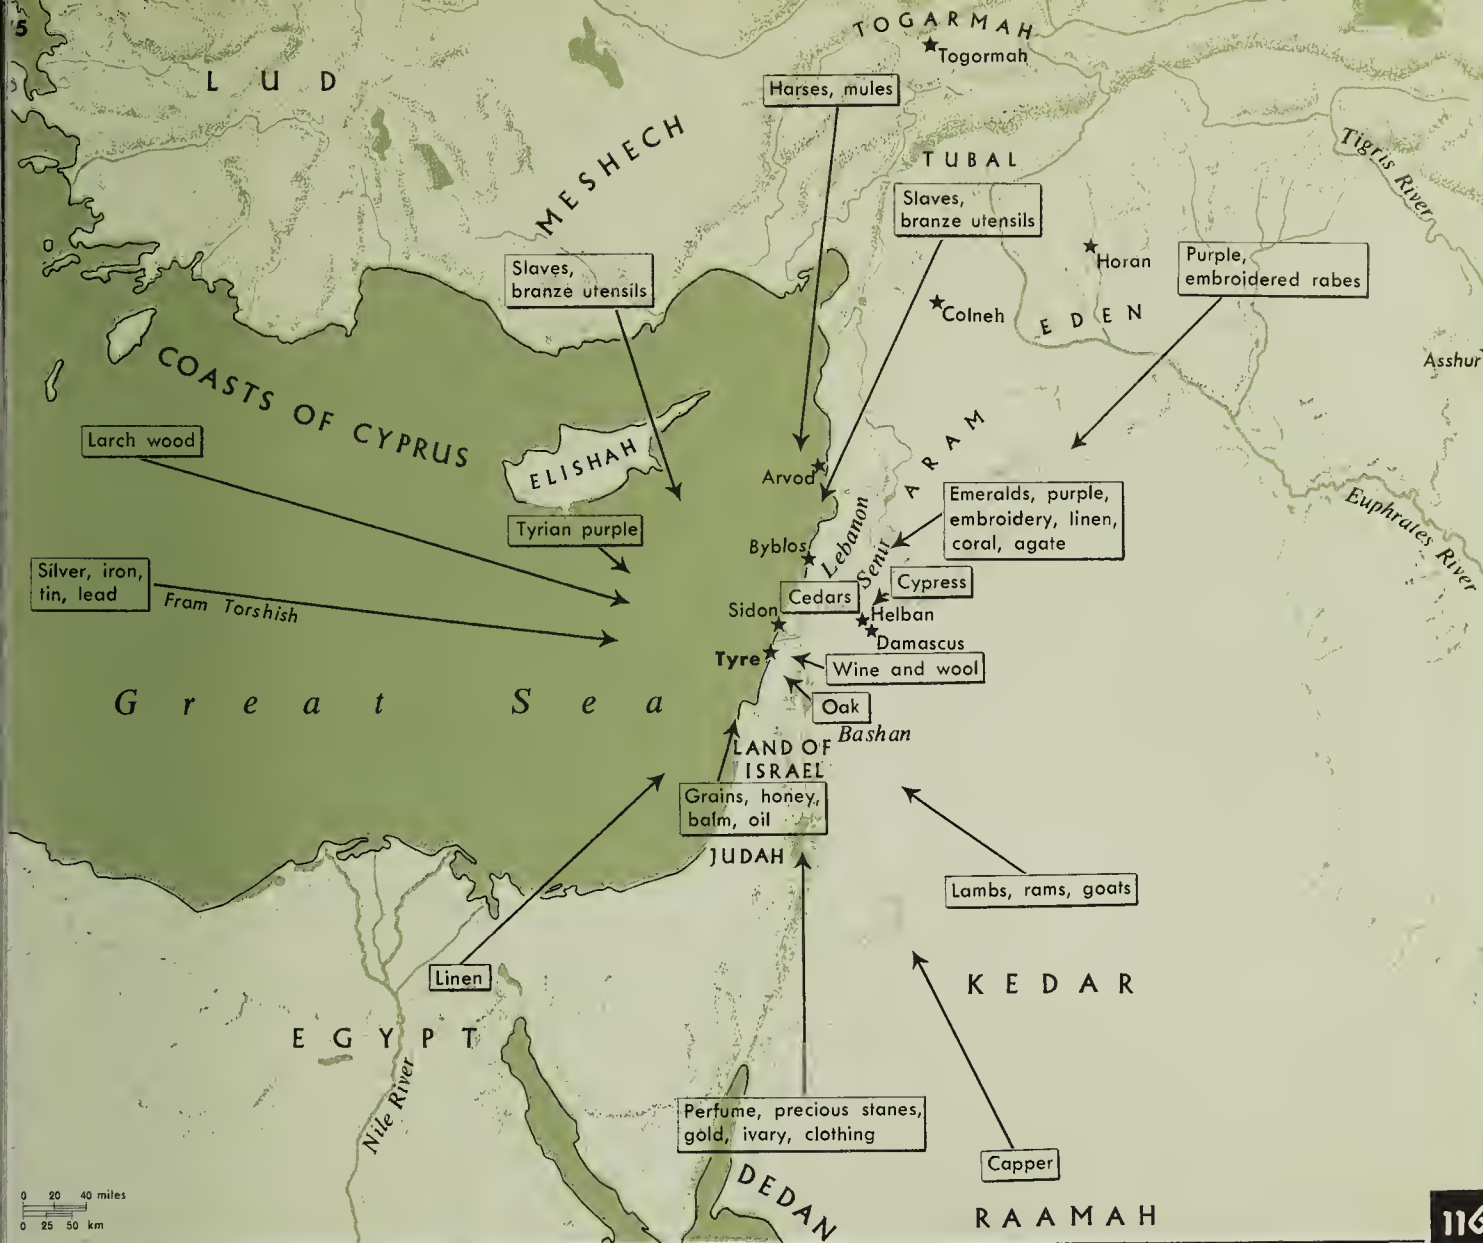 5
TOGARMAH
Togormah
LUD
Harses, mules
MESHECH
TUBAL
Tigris River
Slaves,
branze utensils
Horan
Purple,
embroidered rabes
Slaves,
branze utensils
Colneh
EDEN
Asshur
COASTS OF CYPRUS
Larch wood
ELISHAH
Arvod
ARAM
Emeralds, purple,
embroidery, linen,
coral, agate
Euphrates River
Tyrian purple
Byblos
Lebanon
Senir
Silver, iron,
tin, lead
Fram Torshish
Cedars
Cypress
Sidon
Helban
Damascus
Tyre
Wine and wool
Great Sea
Oak
Bashan
LAND OF
ISRAEL
Grains, honey,
balm, oil
JUDAH
Lambs, rams, goats
Linen
KEDAR
EGYPT
Nile River
Perfume, precious stanes,
gold, ivary, clothing
Capper
DEDAN
RAAMAH
0 20 40 miles
0 25 50 km
116